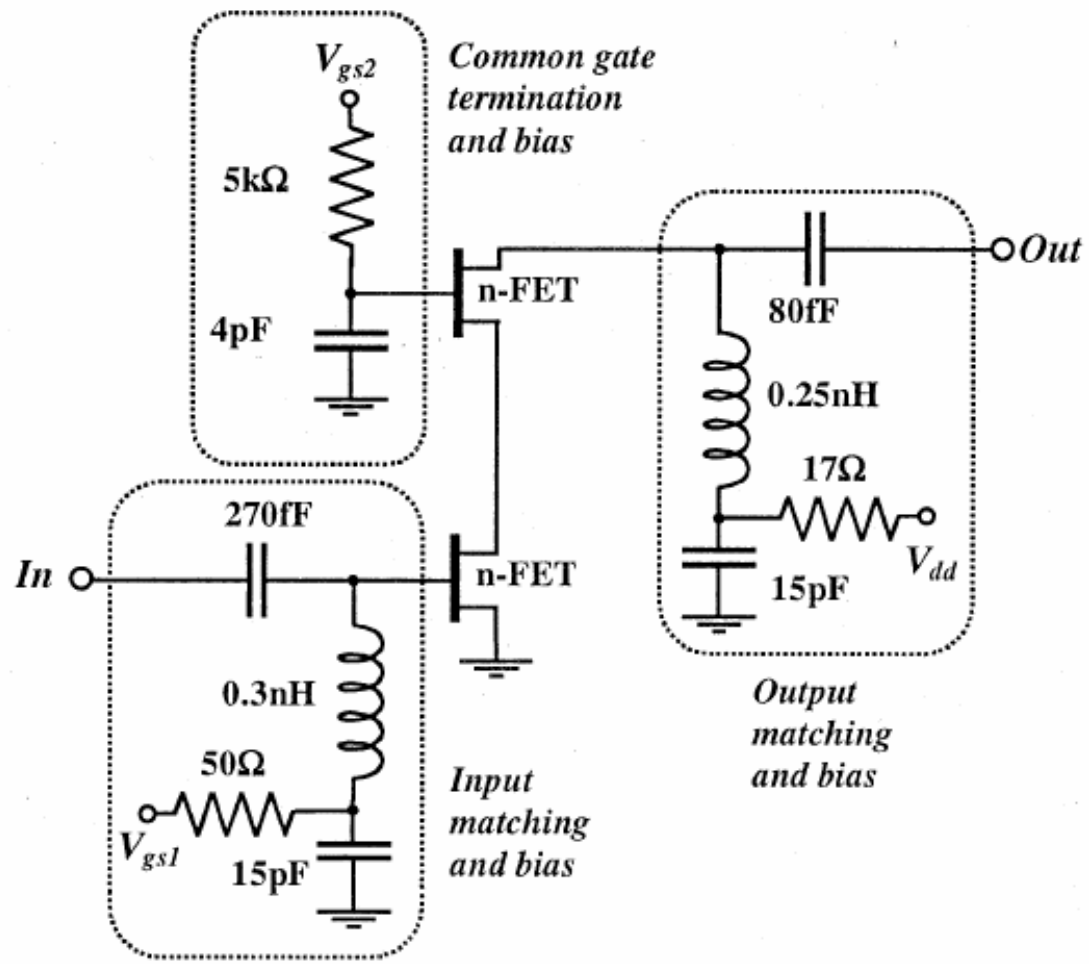 V_gs2
Common gate
termination
and bias
5kΩ
n-FET
4pF
Out
80fF
0.25nH
17Ω
V_dd
15pF
Output
matching
and bias
270fF
In
n-FET
0.3nH
50Ω
V_gs1
15pF
Input
matching
and bias